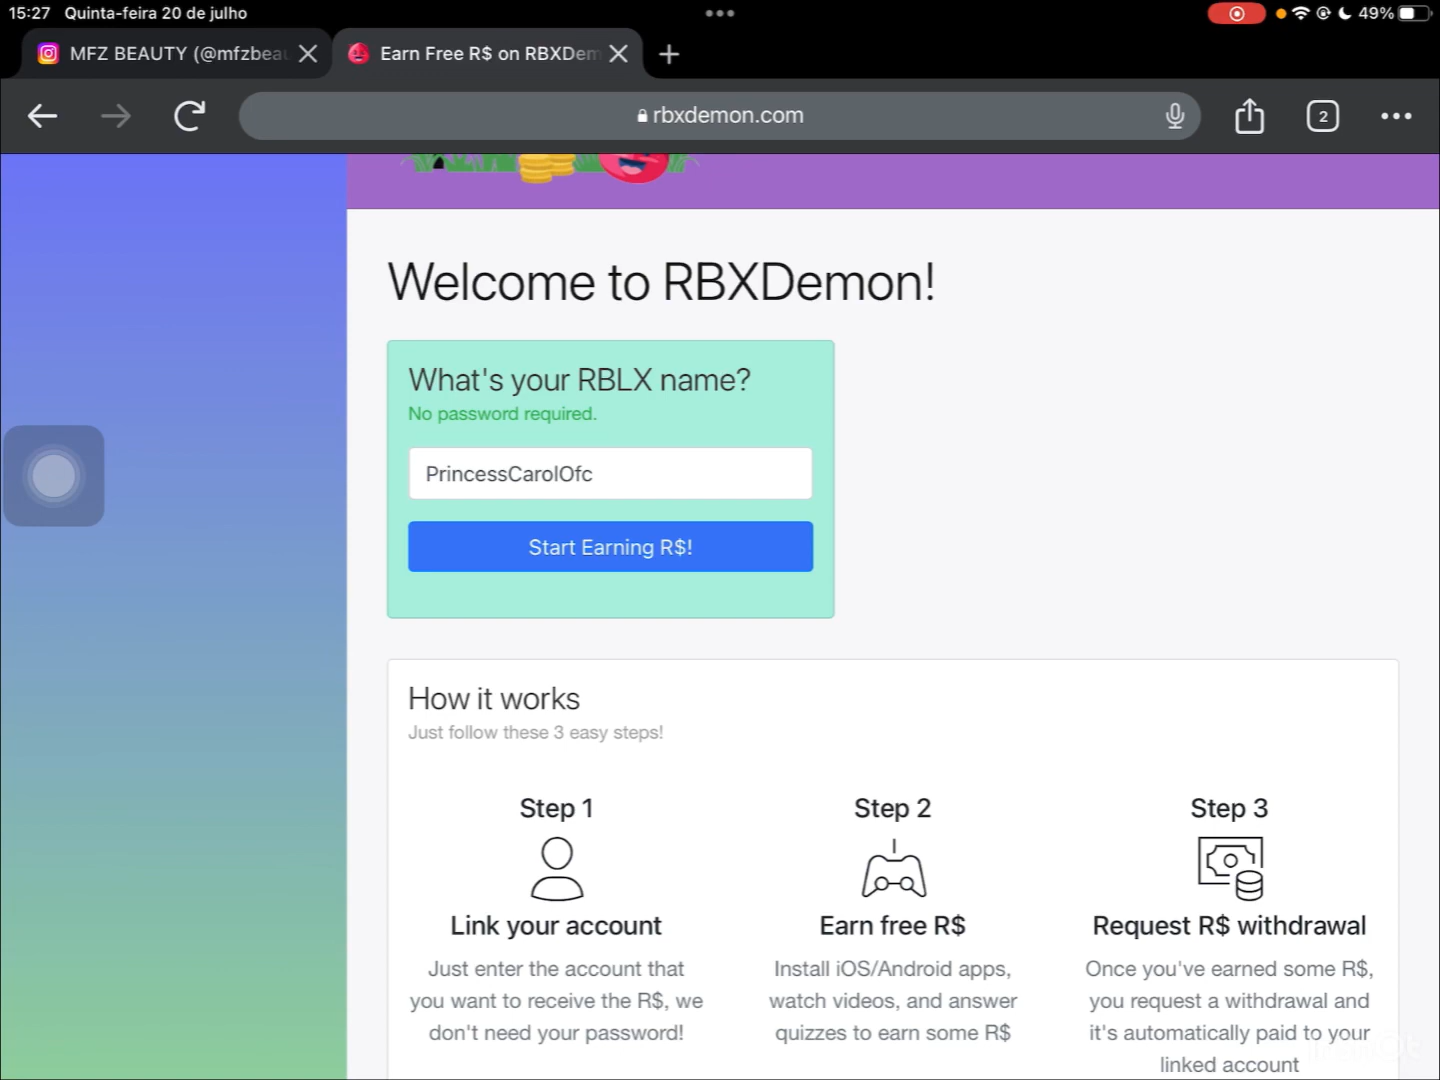 15:27 Quinta-feira 20 de julho
49%
MFZ BEAUTY (@mfzbeau
Earn Free R$ on RBXDem
rbxdemon.com
2
Welcome to RBXDemon!
What's your RBLX name?
No password required.
PrincessCarolOfc
Start Earning R$!
How it works
Just follow these 3 easy steps!
Step 1
Link your account
Just enter the account that
you want to receive the R$, we
don't need your password!
Step 2
Earn free R$
Install iOS/Android apps,
watch videos, and answer
quizzes to earn some R$
Step 3
Request R$ withdrawal
Once you've earned some R$,
you request a withdrawal and
it's automatically paid to your
linked account